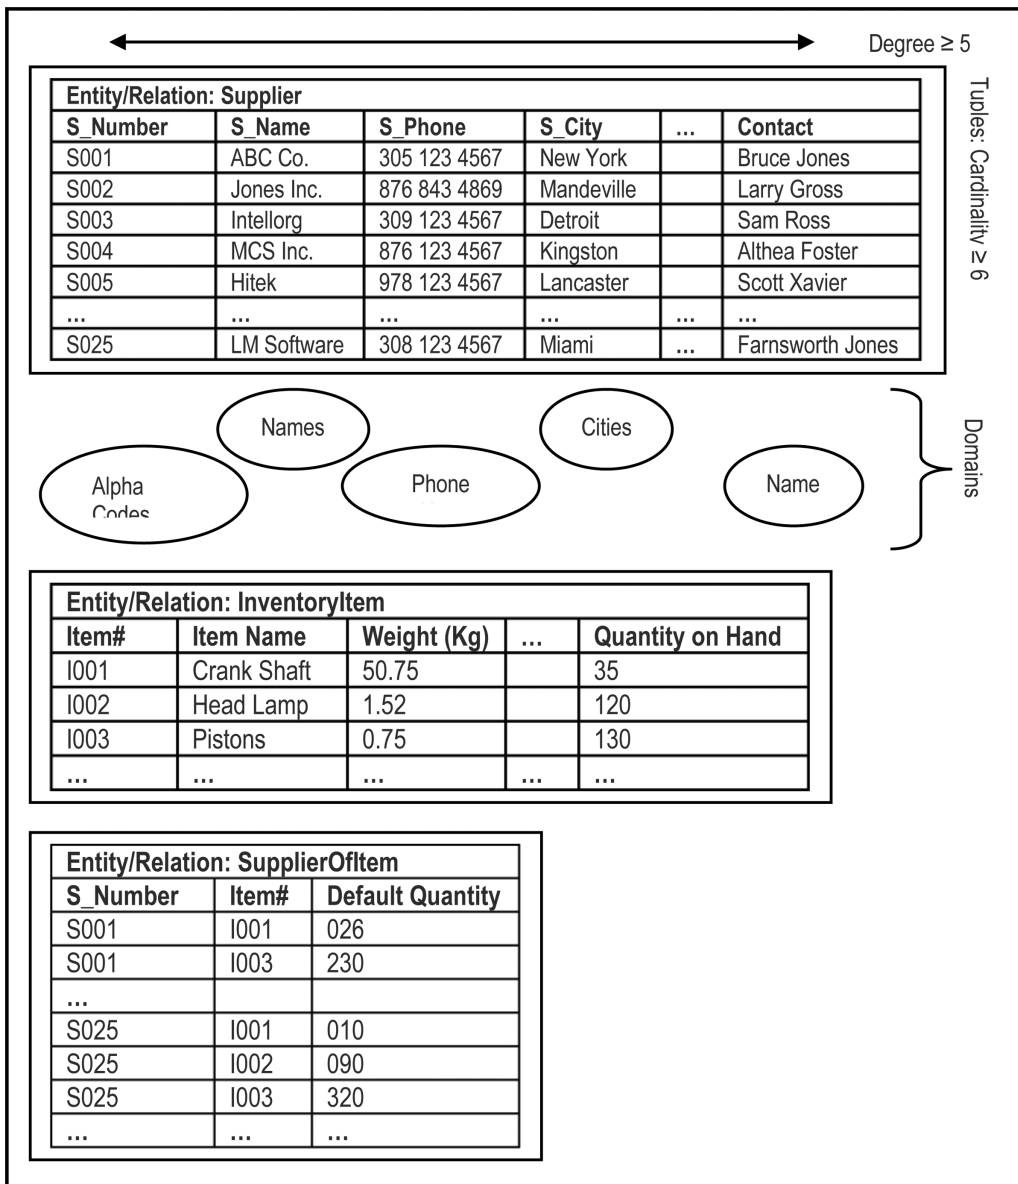 Degree ≥ 5
Tuples: Cardinality ≥ 6
Entity/Relation: Supplier
S_Number S_Name S_Phone S_City ... Contact
S001 ABC Co. 305 123 4567 New York Bruce Jones
S002 Jones Inc. 876 843 4869 Mandeville Larry Gross
S003 Intellorg 309 123 4567 Detroit Sam Ross
S004 MCS Inc. 876 123 4567 Kingston Althea Foster
S005 Hitek 978 123 4567 Lancaster Scott Xavier
... ... ... ... ... ...
S025 LM Software 308 123 4567 Miami ... Farnsworth Jones
Names
Cities
Alpha
Codes
Phone
Name
Domains
Entity/Relation: InventoryItem
Item# Item Name Weight (Kg) ... Quantity on Hand
I001 Crank Shaft 50.75 35
I002 Head Lamp 1.52 120
I003 Pistons 0.75 130
... ... ... ... ...
Entity/Relation: SupplierOfItem
S_Number Item# Default Quantity
S001 I001 026
S001 I003 230
...
S025 I001 010
S025 I002 090
S025 I003 320
... ... ...